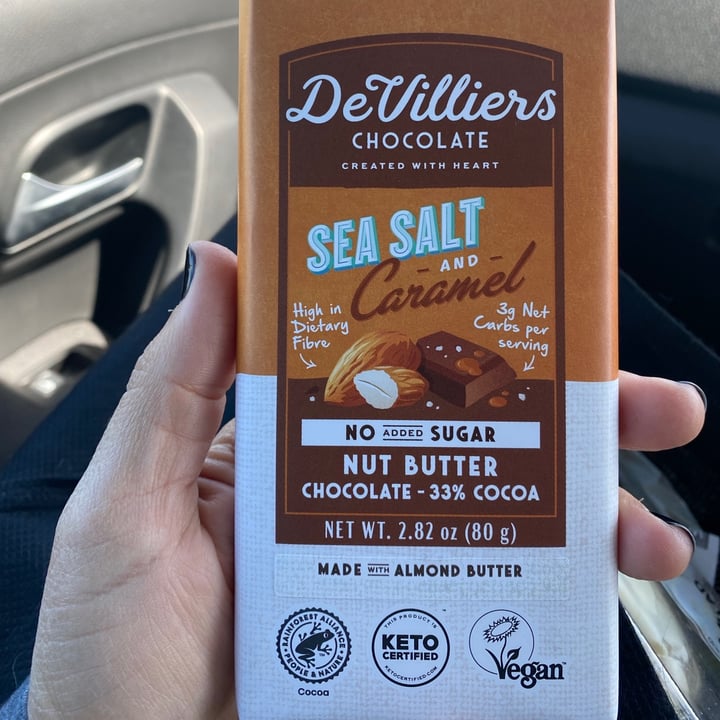 DeVilliers
CHOCOLATE
CREATED WITH HEART
SEA SALT
AND
Caramel
High in
Dietary
Fibre
3g Net
Carbs per
serving
NO ADDED SUGAR
NUT BUTTER
CHOCOLATE - 33% COCOA
NET WT. 2.82 oz (80 g)
MADE WITH ALMOND BUTTER
RAINFOREST ALLIANCE
PEOPLE & NATURE
Cocoa
THIS PRODUCT IS
KETO
CERTIFIED
KETOCERTIFIED.COM
Vegan